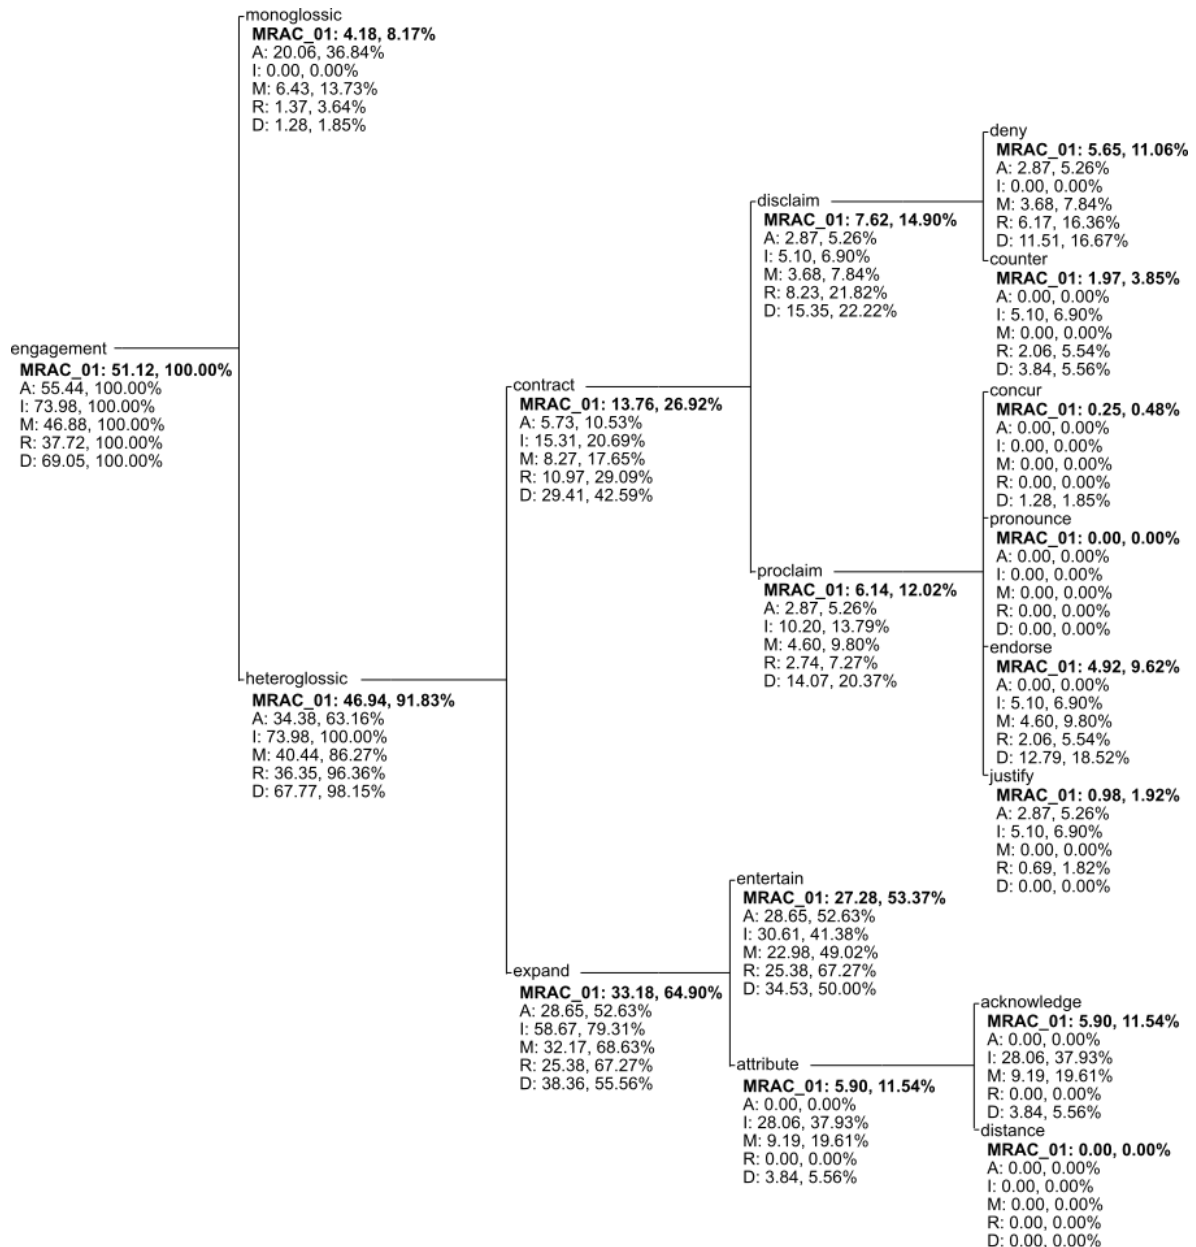 monoglossic
MRAC_01: 4.18, 8.17%
A: 20.06, 36.84%
I: 0.00, 0.00%
M: 6.43, 13.73%
R: 1.37, 3.64%
D: 1.28, 1.85%
deny
MRAC_01: 5.65, 11.06%
A: 2.87, 5.26%
I: 0.00, 0.00%
M: 3.68, 7.84%
R: 6.17, 16.36%
D: 11.51, 16.67%
disclaim
MRAC_01: 7.62, 14.90%
A: 2.87, 5.26%
I: 5.10, 6.90%
M: 3.68, 7.84%
R: 8.23, 21.82%
D: 15.35, 22.22%
counter
MRAC_01: 1.97, 3.85%
A: 0.00, 0.00%
I: 5.10, 6.90%
M: 0.00, 0.00%
R: 2.06, 5.54%
D: 3.84, 5.56%
engagement
MRAC_01: 51.12, 100.00%
A: 55.44, 100.00%
I: 73.98, 100.00%
M: 46.88, 100.00%
R: 37.72, 100.00%
D: 69.05, 100.00%
contract
MRAC_01: 13.76, 26.92%
A: 5.73, 10.53%
I: 15.31, 20.69%
M: 8.27, 17.65%
R: 10.97, 29.09%
D: 29.41, 42.59%
concur
MRAC_01: 0.25, 0.48%
A: 0.00, 0.00%
I: 0.00, 0.00%
M: 0.00, 0.00%
R: 0.00, 0.00%
D: 1.28, 1.85%
pronounce
MRAC_01: 0.00, 0.00%
A: 0.00, 0.00%
I: 0.00, 0.00%
M: 0.00, 0.00%
R: 0.00, 0.00%
D: 0.00, 0.00%
proclaim
MRAC_01: 6.14, 12.02%
A: 2.87, 5.26%
I: 10.20, 13.79%
M: 4.60, 9.80%
R: 2.74, 7.27%
D: 14.07, 20.37%
endorse
MRAC_01: 4.92, 9.62%
A: 0.00, 0.00%
I: 5.10, 6.90%
M: 4.60, 9.80%
R: 2.06, 5.54%
D: 12.79, 18.52%
heteroglossic
MRAC_01: 46.94, 91.83%
A: 34.38, 63.16%
I: 73.98, 100.00%
M: 40.44, 86.27%
R: 36.35, 96.36%
D: 67.77, 98.15%
justify
MRAC_01: 0.98, 1.92%
A: 2.87, 5.26%
I: 5.10, 6.90%
M: 0.00, 0.00%
R: 0.69, 1.82%
D: 0.00, 0.00%
entertain
MRAC_01: 27.28, 53.37%
A: 28.65, 52.63%
I: 30.61, 41.38%
M: 22.98, 49.02%
R: 25.38, 67.27%
D: 34.53, 50.00%
expand
MRAC_01: 33.18, 64.90%
A: 28.65, 52.63%
I: 58.67, 79.31%
M: 32.17, 68.63%
R: 25.38, 67.27%
D: 38.36, 55.56%
acknowledge
MRAC_01: 5.90, 11.54%
A: 0.00, 0.00%
I: 28.06, 37.93%
M: 9.19, 19.61%
R: 0.00, 0.00%
D: 3.84, 5.56%
attribute
MRAC_01: 5.90, 11.54%
A: 0.00, 0.00%
I: 28.06, 37.93%
M: 9.19, 19.61%
R: 0.00, 0.00%
D: 3.84, 5.56%
distance
MRAC_01: 0.00, 0.00%
A: 0.00, 0.00%
I: 0.00, 0.00%
M: 0.00, 0.00%
R: 0.00, 0.00%
D: 0.00, 0.00%